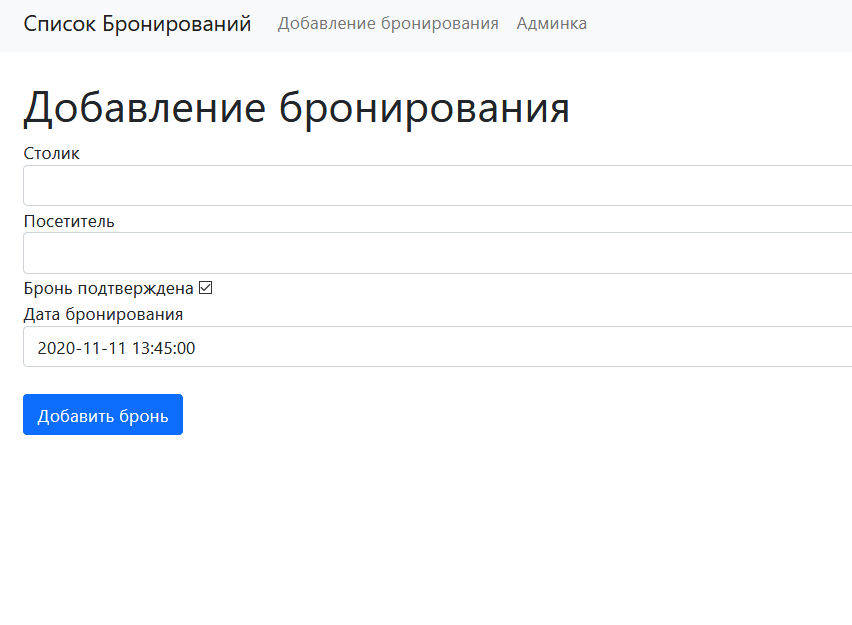 Список Бронирований Добавление бронирования Админка
Добавление бронирования
Столик
Посетитель
Бронь подтверждена
Дата бронирования
2020-11-11 13:45:00
Добавить бронь